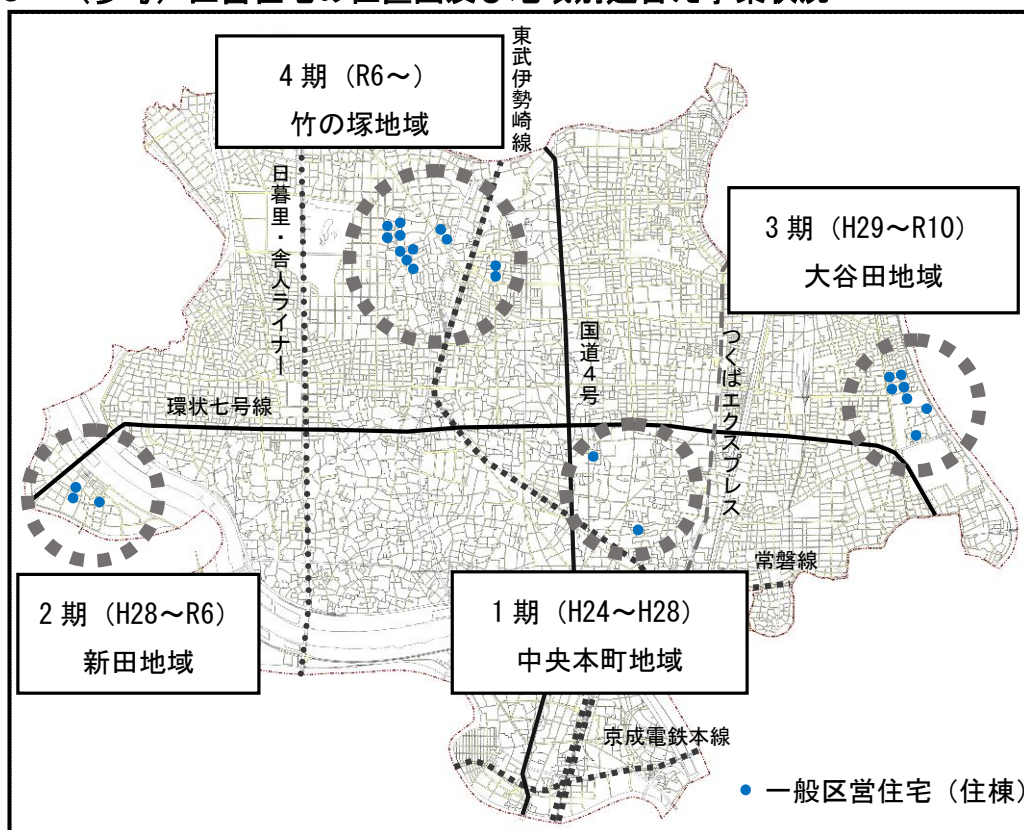 （参考）区営住宅の位置図及び地域別建替え事業状況
4期（R6～）
竹の塚地域
東武伊勢崎線
日暮里・舎人ライナー
3期（H29～R10）
大谷田地域
国道4号
つくばエクスプレス
環状七号線
常磐線
2期（H28～R6）
新田地域
1期（H24～H28）
中央本町地域
京成電鉄本線
一般区営住宅（住棟）